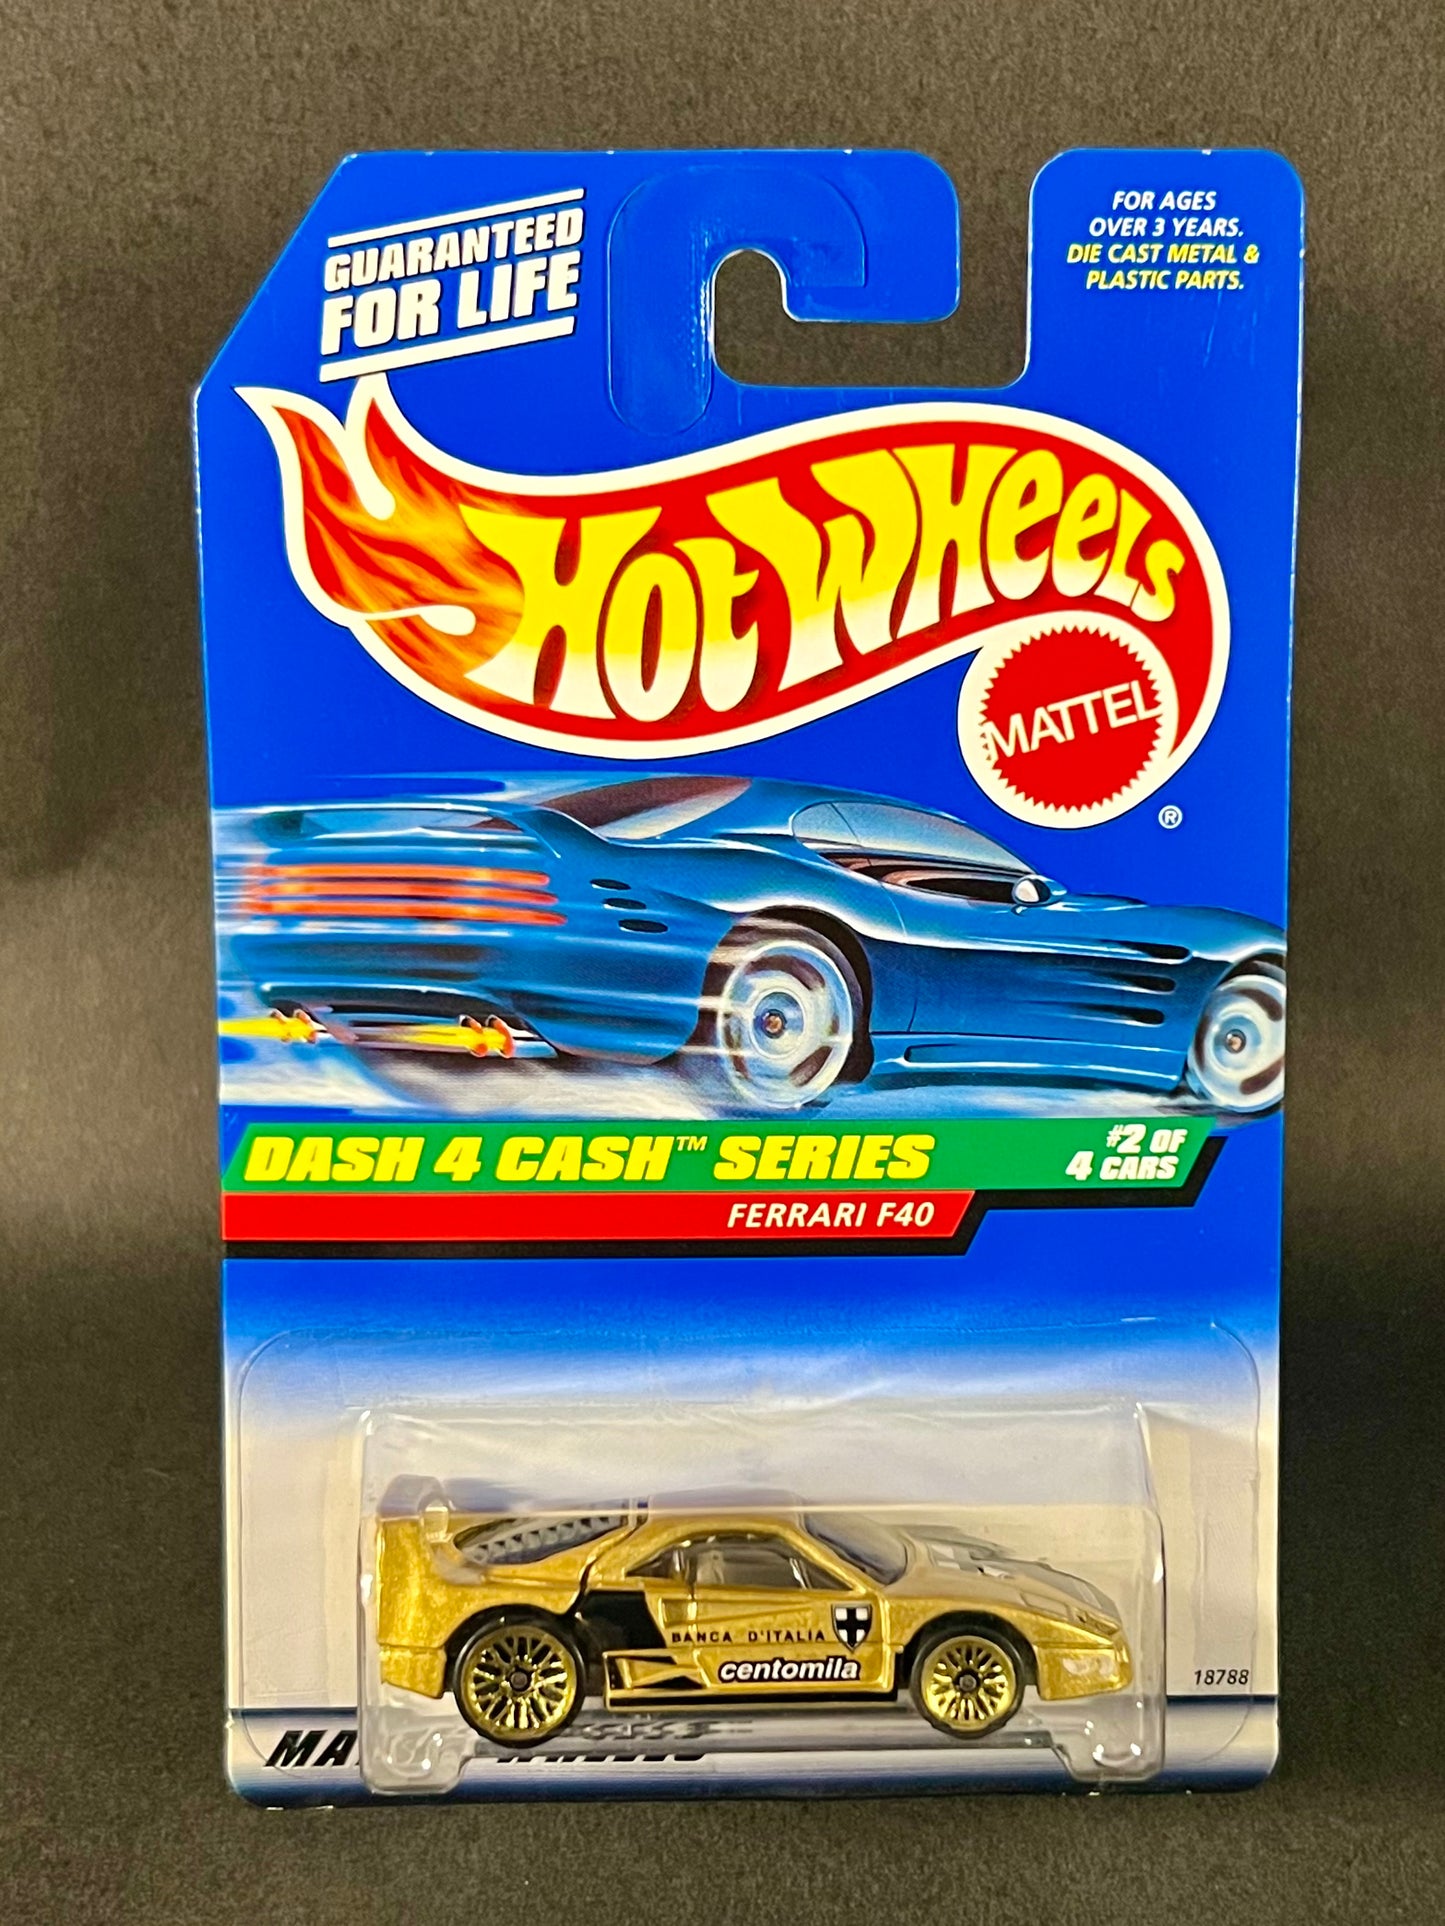 GUARANTEED
FOR LIFE
FOR AGES
OVER 3 YEARS.
DIE CAST METAL &
PLASTIC PARTS.
HOT WHEELS
MATTEL
®
DASH 4 CASH™ SERIES
#2 OF
4 CARS
FERRARI F40
BANCA D'ITALIA
centomila
18788